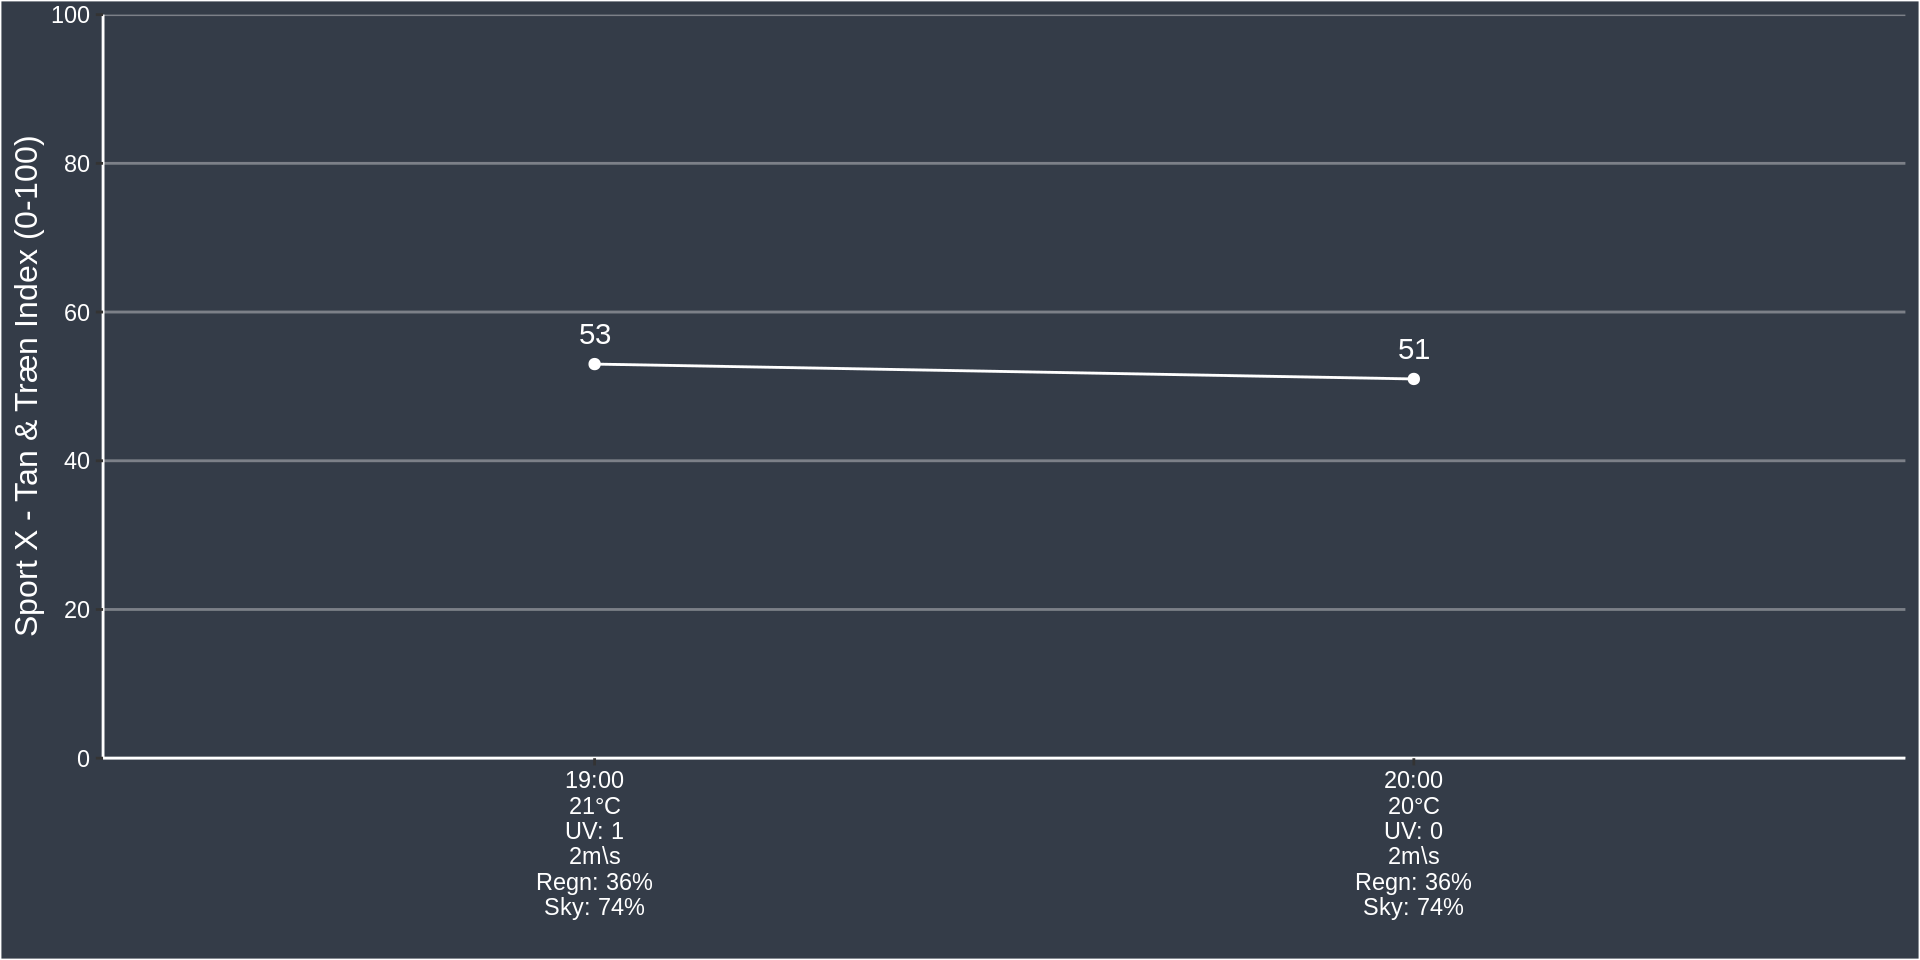 Sport X - Tan & Træn Index (0-100)
100
80
60
40
20
0
53
51
19:00
21°C
UV: 1
2m\s
Regn: 36%
Sky: 74%
20:00
20°C
UV: 0
2m\s
Regn: 36%
Sky: 74%